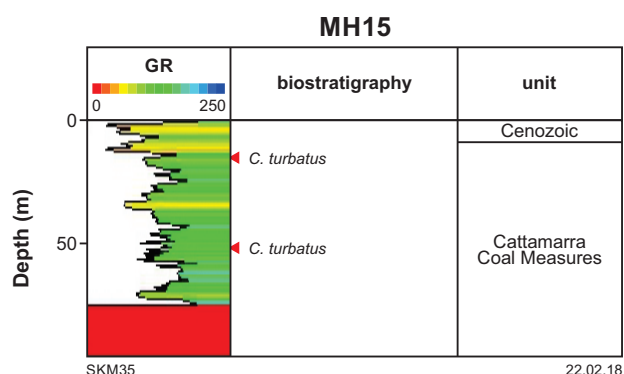 MH15
GR
0 250
biostratigraphy
unit
Depth (m)
0
Cenozoic
C. turbatus
50
C. turbatus
Cattamarra
Coal Measures
SKM35
22.02.18